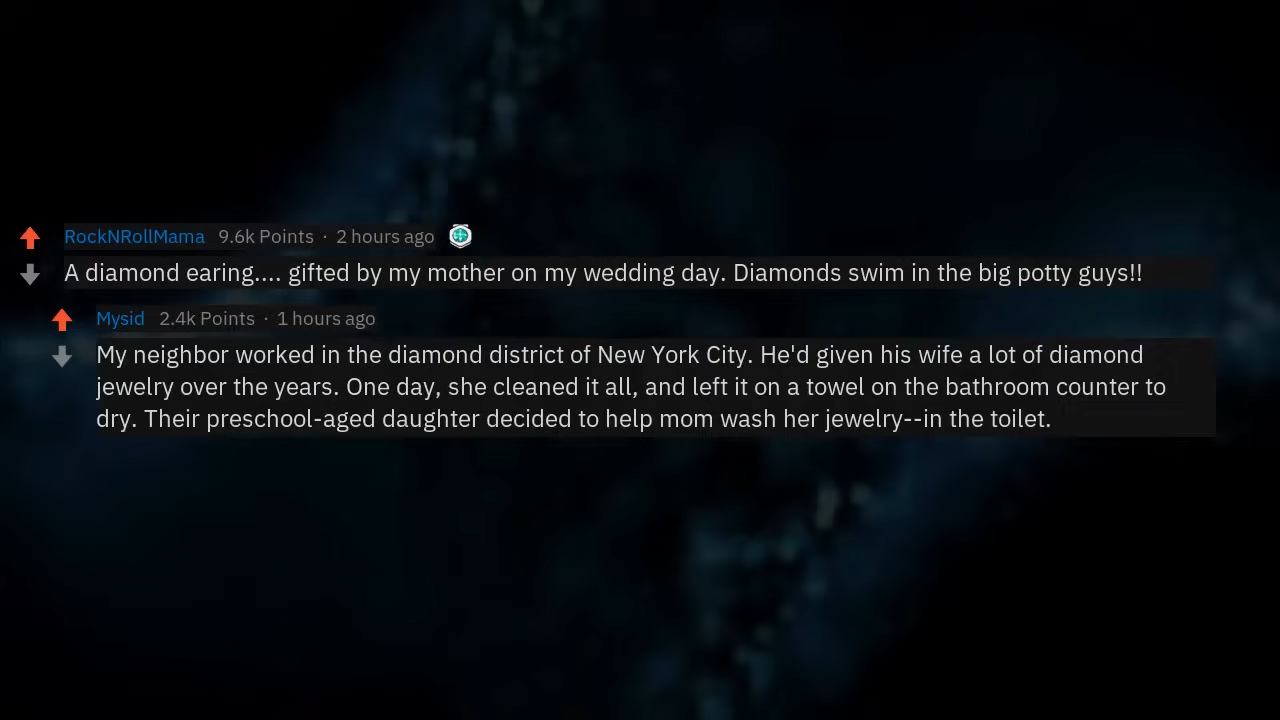 RockNRollMama 9.6k Points · 2 hours ago
A diamond earing.... gifted by my mother on my wedding day. Diamonds swim in the big potty guys!!
Mysid 2.4k Points · 1 hours ago
My neighbor worked in the diamond district of New York City. He'd given his wife a lot of diamond
jewelry over the years. One day, she cleaned it all, and left it on a towel on the bathroom counter to
dry. Their preschool-aged daughter decided to help mom wash her jewelry--in the toilet.